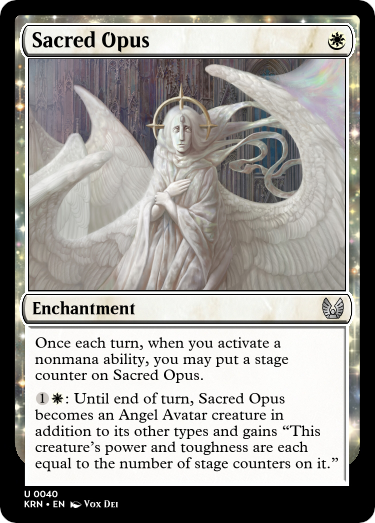 Sacred Opus
Enchantment
Once each turn, when you activate a
nonmana ability, you may put a stage
counter on Sacred Opus.
1: Until end of turn, Sacred Opus
becomes an Angel Avatar creature in
addition to its other types and gains “This
creature’s power and toughness are each
equal to the number of stage counters on it.”
U 0040
KRN • EN Vox Dei